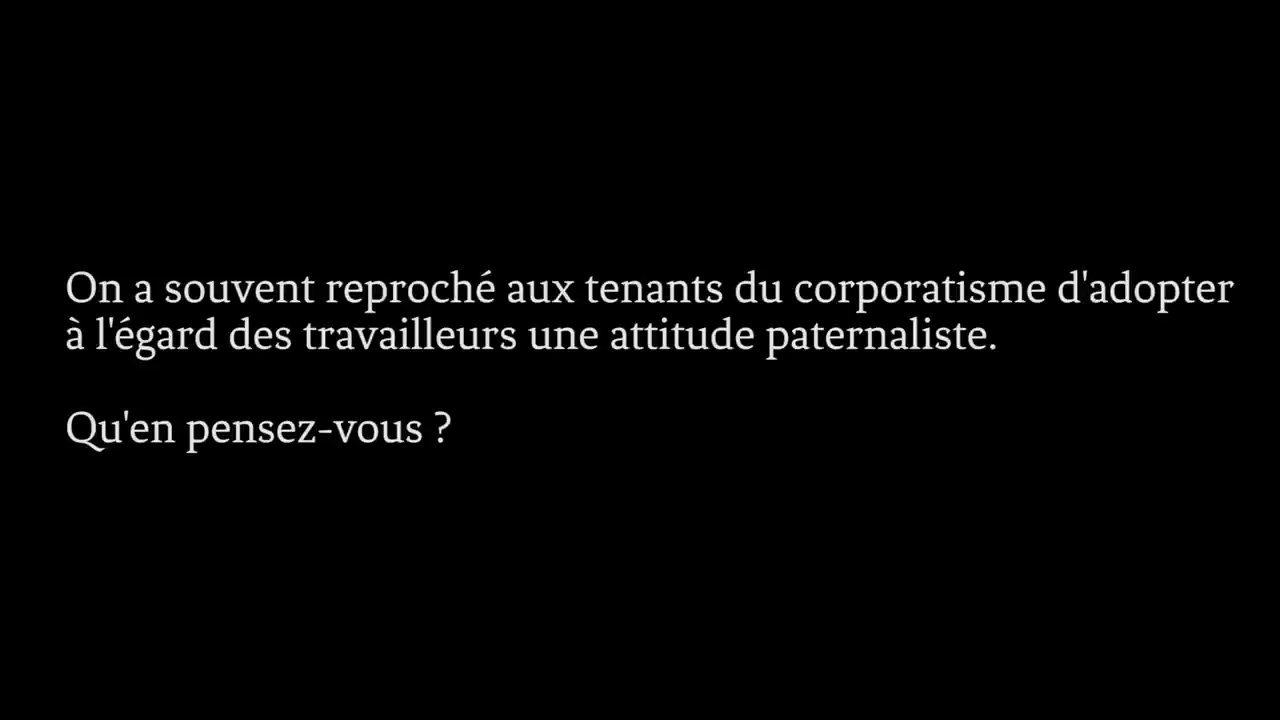 On a souvent reproché aux tenants du corporatisme d'adopter
à l'égard des travailleurs une attitude paternaliste.
Qu'en pensez-vous ?